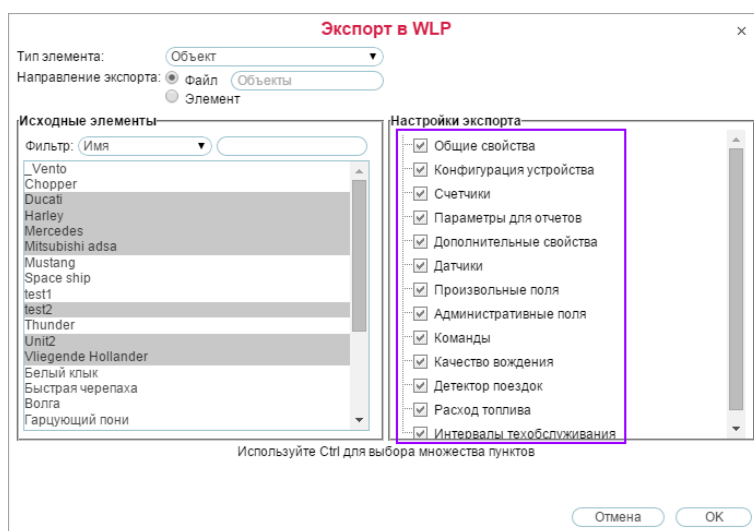 Экспорт в WLP
×
Тип элемента: Объект
Направление экспорта: Файл Объекты
Элемент
Исходные элементы
Фильтр: Имя
_Vento
Chopper
Ducati
Harley
Mercedes
Mitsubishi adsa
Mustang
Space ship
test1
test2
Thunder
Unit2
Vliegende Hollander
Белый клык
Быстрая черепаха
Волга
Гарцующий пони
Настройки экспорта
Общие свойства
Конфигурация устройства
Счетчики
Параметры для отчетов
Дополнительные свойства
Датчики
Произвольные поля
Административные поля
Команды
Качество вождения
Детектор поездок
Расход топлива
Интервалы техобслуживания
Используйте Ctrl для выбора множества пунктов
Отмена OK